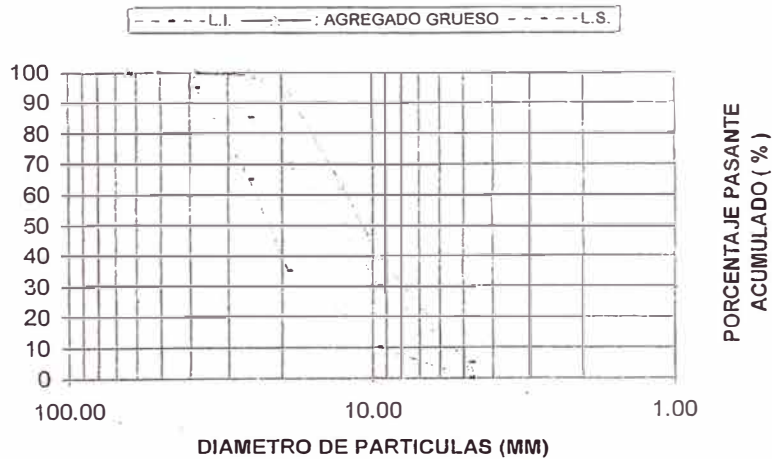 L.I. : AGREGADO GRUESO L.S.
100
90
80
70
60
50
40
30
20
10
0
100.00 10.00 1.00
DIAMETRO DE PARTICULAS (MM)
PORCENTAJE PASANTE
ACUMULADO ( % )